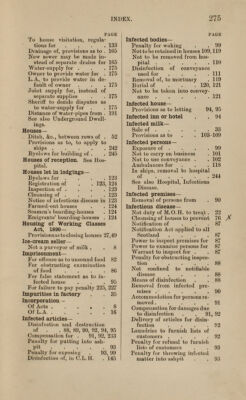 INDEX. 275
PAGE
To house visitation, regulations for . 133
Drainage of, provisions as to . 165
New sewer may be made instead of separate drains for 165
Water-supply for . 175
Owner to provide water for . 175
L.A. to provide water in default of owner . 175
Joint supply for, instead of separate supplies . 175
Sheriff to decide disputes as to water-supply for . 175
Distance of water-pipes from . 191
See also Underground Dwellings.
Houses—
Ditch, &c., between rows of . 52
Provisions as to, to apply to ships . 242
Byelaws for building of . 245
Houses of reception. See Hospital.
Houses let in lodgings—
Byelaws for . 123
Registration of . 123, 124
Inspection of . 123
Cleansing of . 123
Notice of infectious disease in 123
Farmed-out houses . 124
Seamen's boarding-houses . 124
Emigrants' boarding-houses . 124
Housing of Working Classes Act, 1890—
Provisions as to closing houses 27, 49
Ice-cream seller—
Not a purveyor of milk . 8
Imprisonment—
For offence as to unsound food 82
For obstructing examination of food . 86
For false statement as to infected house . 95
For failure to pay penalty 225, 227
Impurities in factory . 35
Incorporation—
Of Acts . 6
Of L.A. . 16
Infected articles—
Disinfection and destruction of . 88, 89, 90, 92, 94, 95
Compensation for . 91, 92, 233
Penalty for putting into ashpit . 93
Penalty for exposing . 93, 99
Disinfection of, in C.L.H. . 145
PAGE
Infected bodies—
Penalty for waking . 99
Not to be retained in houses 109, 119
Not to be removed from hospital . 110
Disinfection of conveyance used for . 111
Removal of, to mortuary . 119
Burial of . 120, 121
Not to be taken into conveyance . 121
Infected house—
Provisions as to letting 94, 95
Infected inn or hotel . 94
Infected milk—
Sale of . 33
Provisions as to . 103-109
Infected persons—
Exposure of . 99
Not to carry on business . 101
Not to use conveyance . 102
Ambulances for . 118
In ships, removal to hospital of . 244
See also Hospital, Infectious Disease.
Infected premises—
Removal of persons from . 90
Infectious disease—
Not duty of M.O.H. to treat . 22
Cleansing of houses to prevent 76
Notification of . 87
Notification Act applied to all Scotland . 87
Power to inspect premises for 87
Power to examine persons for 87
Warrant to inspect for . 87
Penalty for obstructing inspection . 88
Not confined to notifiable disease . 88
Means of disinfection . 88
Removal from infected premises . 90
Accommodation for persons removed . 91
Compensation for damages due to disinfection . 91, 92
Delivery of articles for disinfection . 92
Laundries to furnish lists of customers . 92
Penalty for refusal to furnish lists of customers . 93
Penalty for throwing infected matter into ashpit . 93